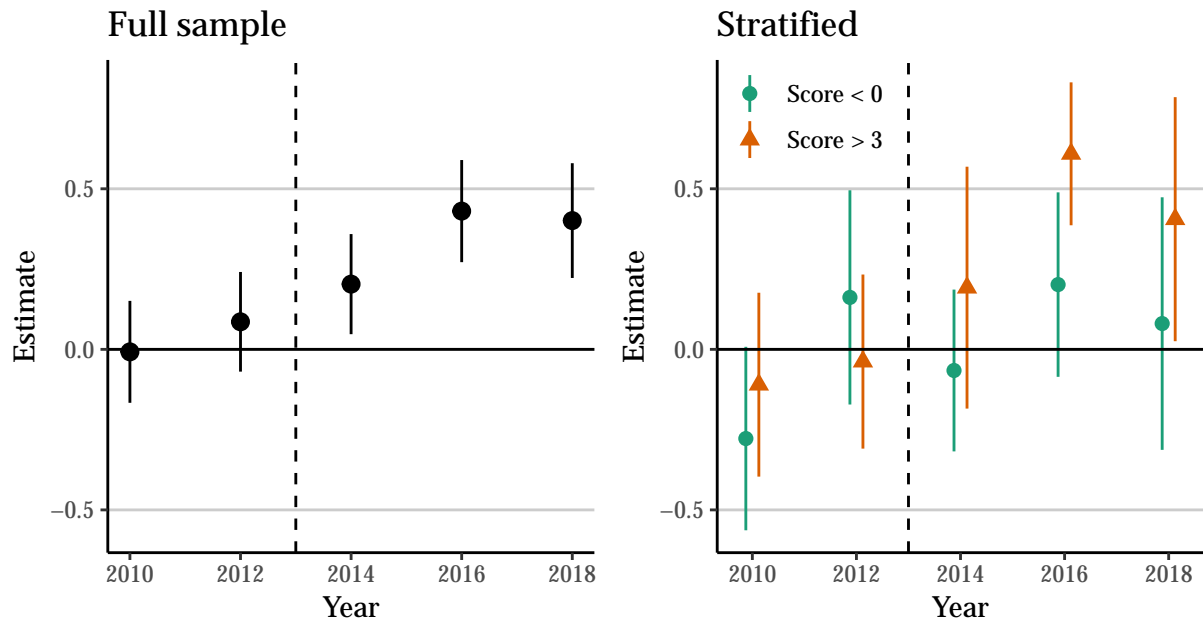 Full sample
Estimate
0.5
0.0
−0.5
2010 2012 2014 2016 2018
Year
Stratified
Score < 0
Score > 3
Estimate
0.5
0.0
−0.5
2010 2012 2014 2016 2018
Year